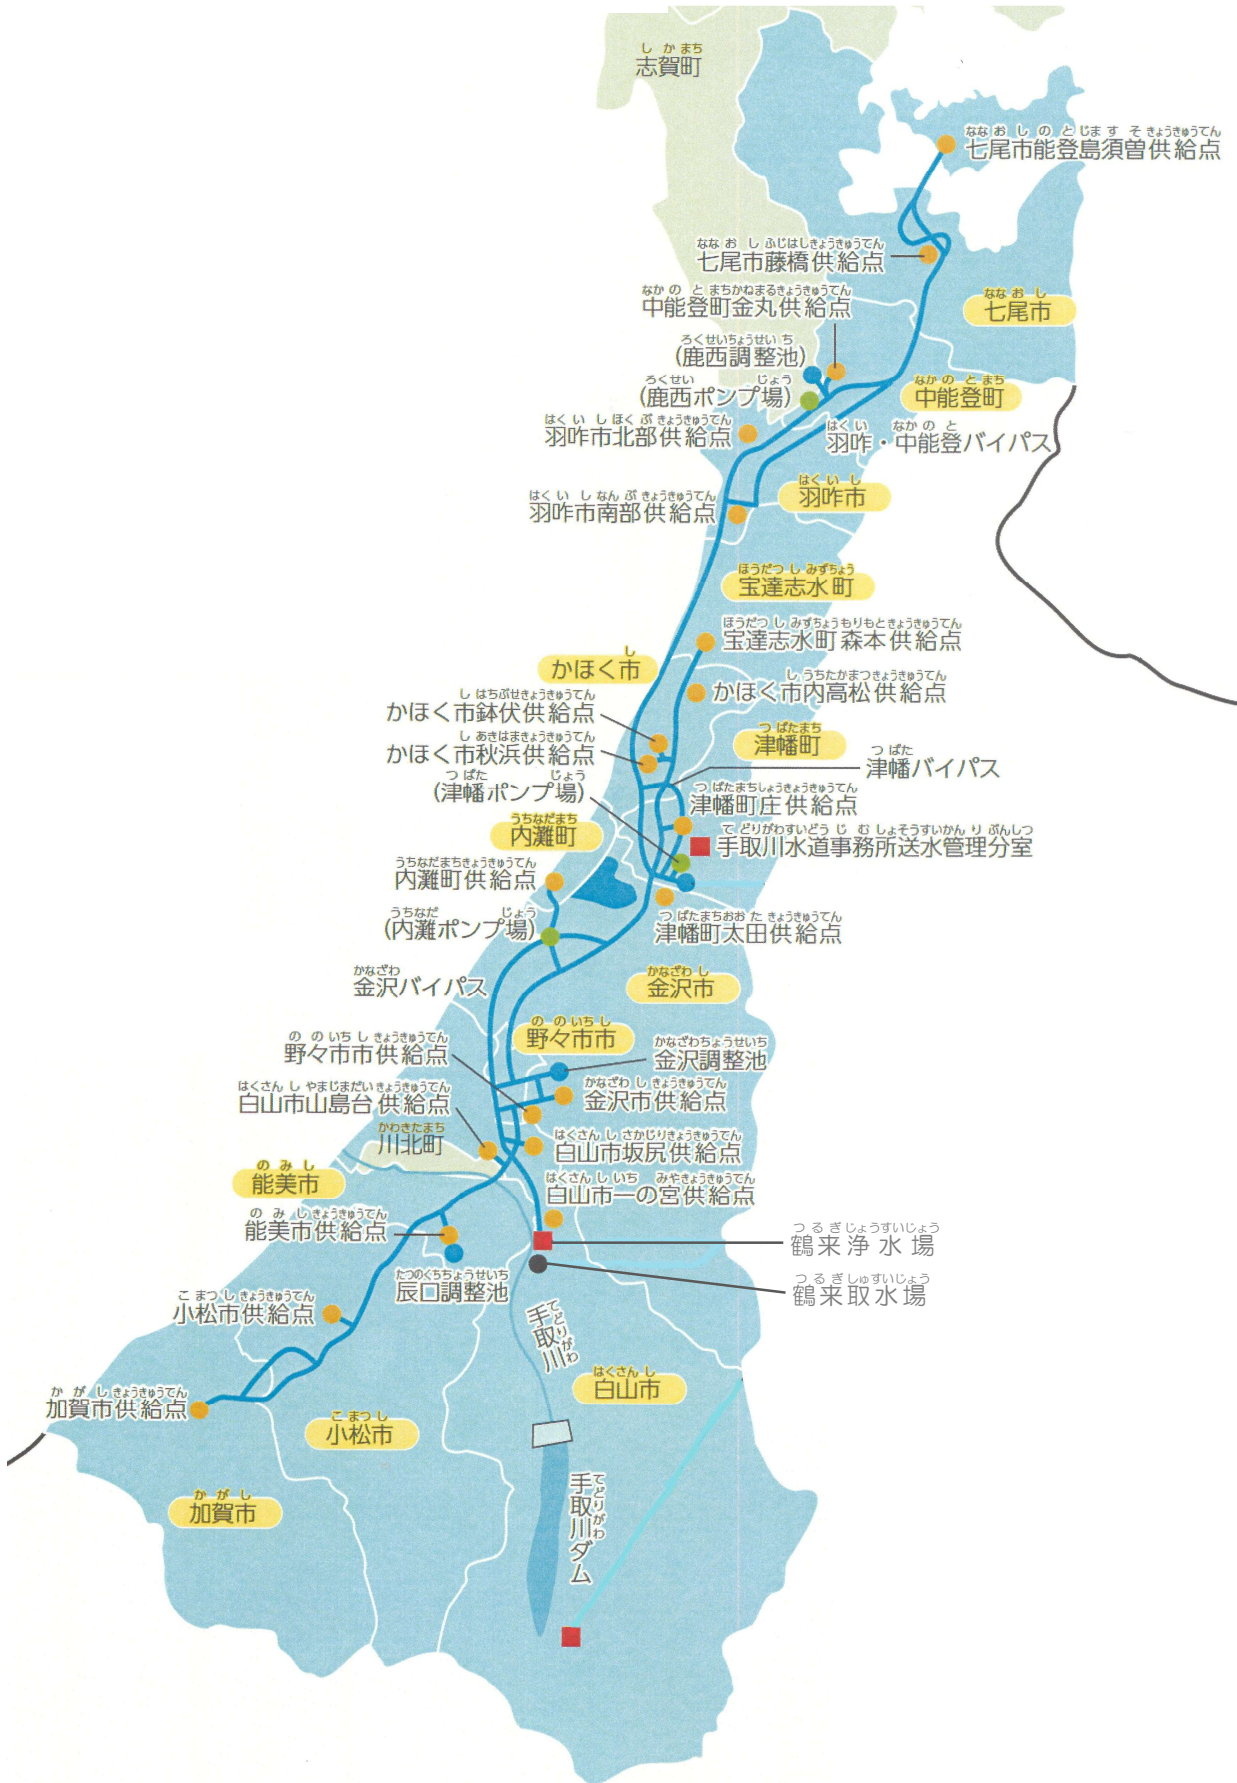 しかまち
志賀町
ななおしのとじますそきょうきゅうてん
七尾市能登島須曽供給点
ななおしふじはしきょうきゅうてん
七尾市藤橋供給点
なかのとまちかねまるきょうきゅうてん
中能登町金丸供給点
ななおし
七尾市
ろくせいちょうせいち
(鹿西調整池)
ろくせい じょう
(鹿西ポンプ場)
なかのとまち
中能登町
はくいしほくぶきょうきゅうてん
羽咋市北部供給点
はくい なかのと
羽咋・中能登バイパス
はくいし
羽咋市
はくいしなんぶきょうきゅうてん
羽咋市南部供給点
ほうだつしみずちょう
宝達志水町
ほうだつしみずちょうもりもときょうきゅうてん
宝達志水町森本供給点
し
かほく市
しうちたかまつきょうきゅうてん
かほく市内高松供給点
しはちぶせきょうきゅうてん
かほく市鉢伏供給点
つばたまち
津幡町
しあきはまきょうきゅうてん
かほく市秋浜供給点
つばた
津幡バイパス
つばた じょう
(津幡ポンプ場)
つばたまちしょうきょうきゅうてん
津幡町庄供給点
うちなだまち
内灘町
てどりがわすいどうじむしょそうすいかんりぶんしつ
手取川水道事務所送水管理分室
うちなだまちきょうきゅうてん
内灘町供給点
うちなだ じょう
(内灘ポンプ場)
つばたまちおおたきょうきゅうてん
津幡町太田供給点
かなざわ
金沢バイパス
かなざわし
金沢市
ののいちし
野々市市
ののいちしきょうきゅうてん
野々市市供給点
かなざわちょうせいち
金沢調整池
はくさんしやまじまだいきょうきゅうてん
白山市山島台供給点
かなざわしきょうきゅうてん
金沢市供給点
かわきたまち
川北町
はくさんしさかじりきょうきゅうてん
白山市坂尻供給点
のみし
能美市
はくさんしいち みやきょうきゅうてん
白山市一の宮供給点
のみしきょうきゅうてん
能美市供給点
つるぎじょうすいじょう
鶴来浄水場
たつのくちちょうせいち
辰口調整池
つるぎしゅすいじょう
鶴来取水場
こまつしきょうきゅうてん
小松市供給点
てどりがわ
手取川
はくさんし
白山市
かがしきょうきゅうてん
加賀市供給点
こまつし
小松市
てどりがわ
手取川ダム
かがし
加賀市